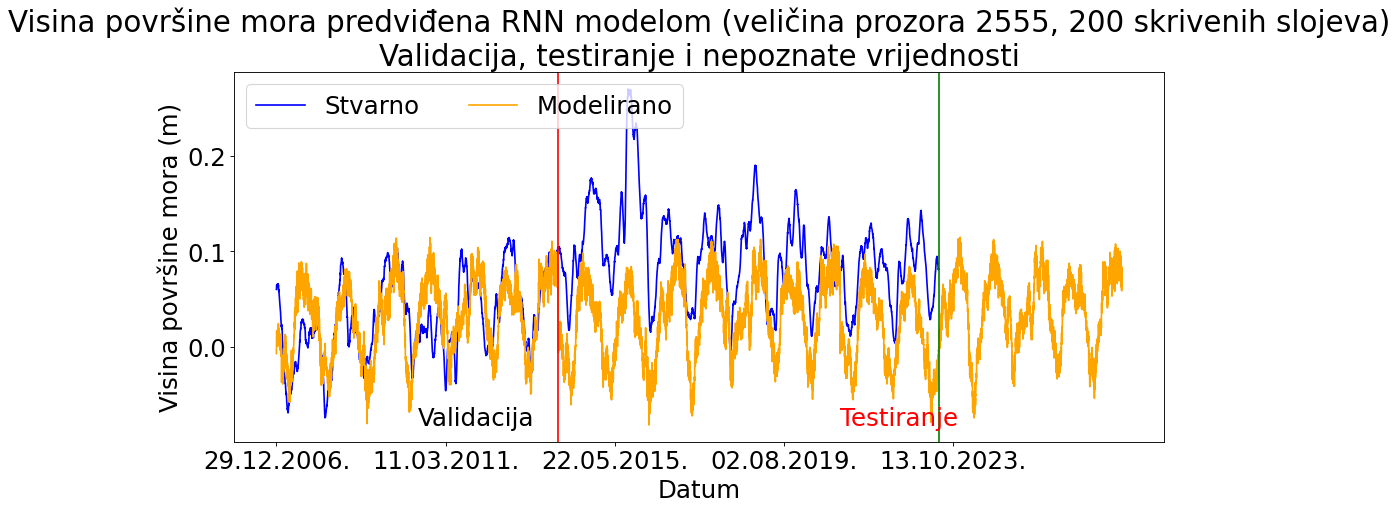 Visina površine mora predviđena RNN modelom (veličina prozora 2555, 200 skrivenih slojeva)
Validacija, testiranje i nepoznate vrijednosti
Stvarno
Modelirano
Visina površine mora (m)
0.2
0.1
0.0
Validacija
Testiranje
29.12.2006.
11.03.2011.
22.05.2015.
02.08.2019.
13.10.2023.
Datum